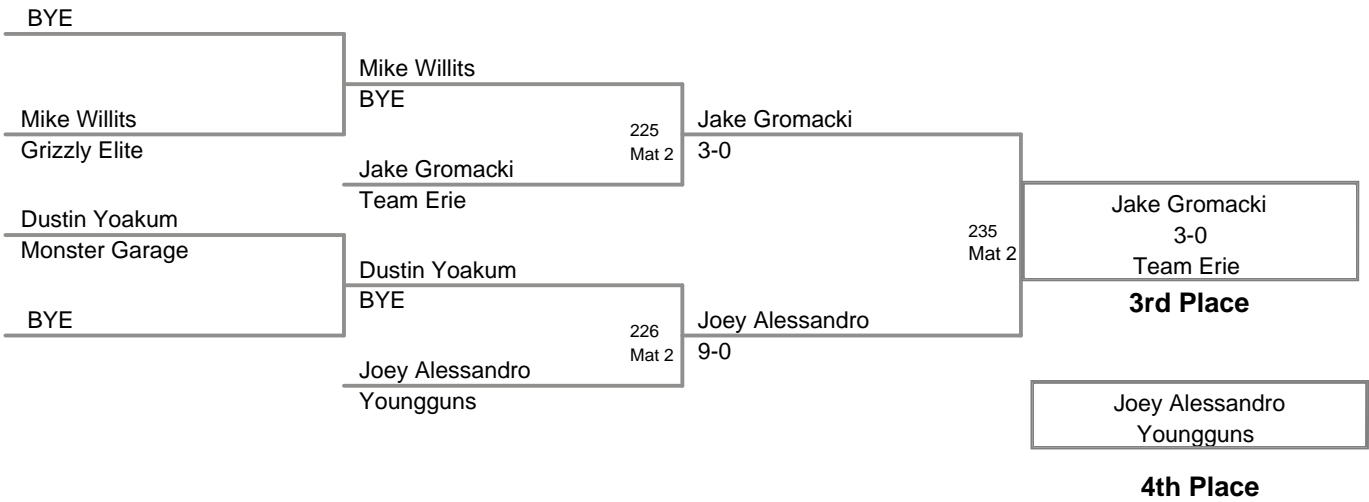 BYE
Mike Willits
BYE
Mike Willits
Grizzly Elite
225
Mat 2
Jake Gromacki
3-0
Jake Gromacki
Team Erie
Jake Gromacki
3-0
Team Erie
3rd Place
235
Mat 2
Dustin Yoakum
Monster Garage
Dustin Yoakum
BYE
BYE
226
Mat 2
Joey Alessandro
9-0
Joey Alessandro
Youngguns
Joey Alessandro
Youngguns
4th Place